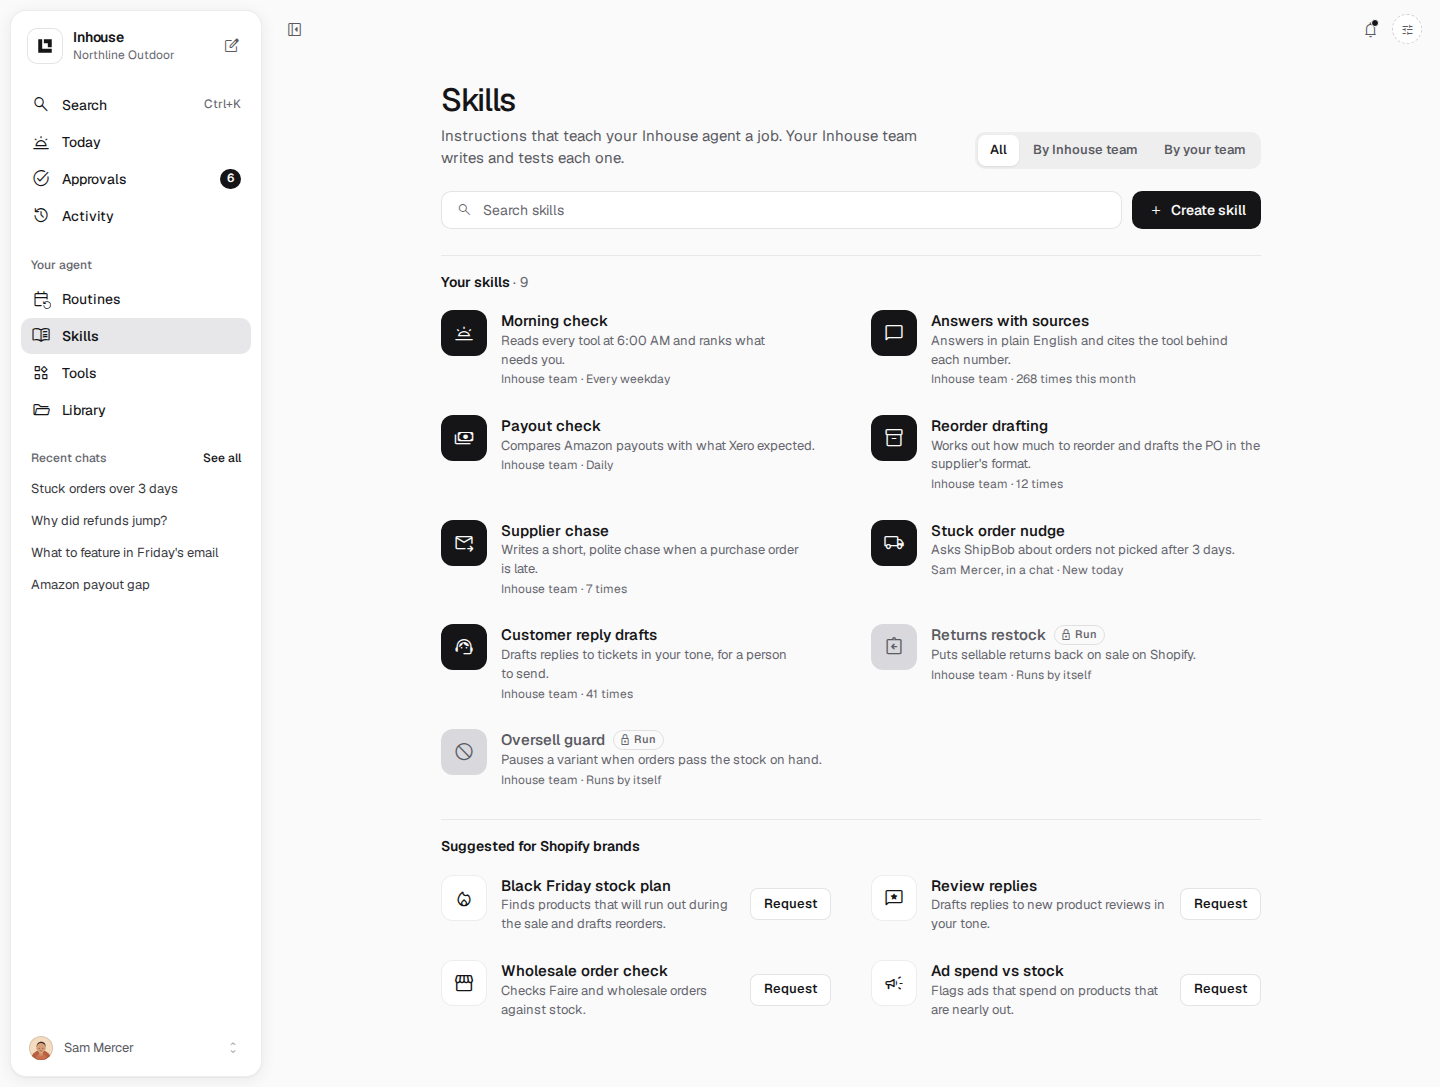 Inhouse
Northline Outdoor
Search Ctrl+K
Today
Approvals 6
Activity
Your agent
Routines
Skills
Tools
Library
Recent chats See all
Stuck orders over 3 days
Why did refunds jump?
What to feature in Friday's email
Amazon payout gap
Sam Mercer
Skills
Instructions that teach your Inhouse agent a job. Your Inhouse team
writes and tests each one.
All By Inhouse team By your team
Search skills
+ Create skill
Your skills · 9
Morning check
Reads every tool at 6:00 AM and ranks what
needs you.
Inhouse team · Every weekday
Answers with sources
Answers in plain English and cites the tool behind
each number.
Inhouse team · 268 times this month
Payout check
Compares Amazon payouts with what Xero expected.
Inhouse team · Daily
Reorder drafting
Works out how much to reorder and drafts the PO in the
supplier's format.
Inhouse team · 12 times
Supplier chase
Writes a short, polite chase when a purchase order
is late.
Inhouse team · 7 times
Stuck order nudge
Asks ShipBob about orders not picked after 3 days.
Sam Mercer, in a chat · New today
Customer reply drafts
Drafts replies to tickets in your tone, for a person
to send.
Inhouse team · 41 times
Returns restock Run
Puts sellable returns back on sale on Shopify.
Inhouse team · Runs by itself
Oversell guard Run
Pauses a variant when orders pass the stock on hand.
Inhouse team · Runs by itself
Suggested for Shopify brands
Black Friday stock plan
Finds products that will run out during
the sale and drafts reorders.
Request
Review replies
Drafts replies to new product reviews in
your tone.
Request
Wholesale order check
Checks Faire and wholesale orders
against stock.
Request
Ad spend vs stock
Flags ads that spend on products that
are nearly out.
Request